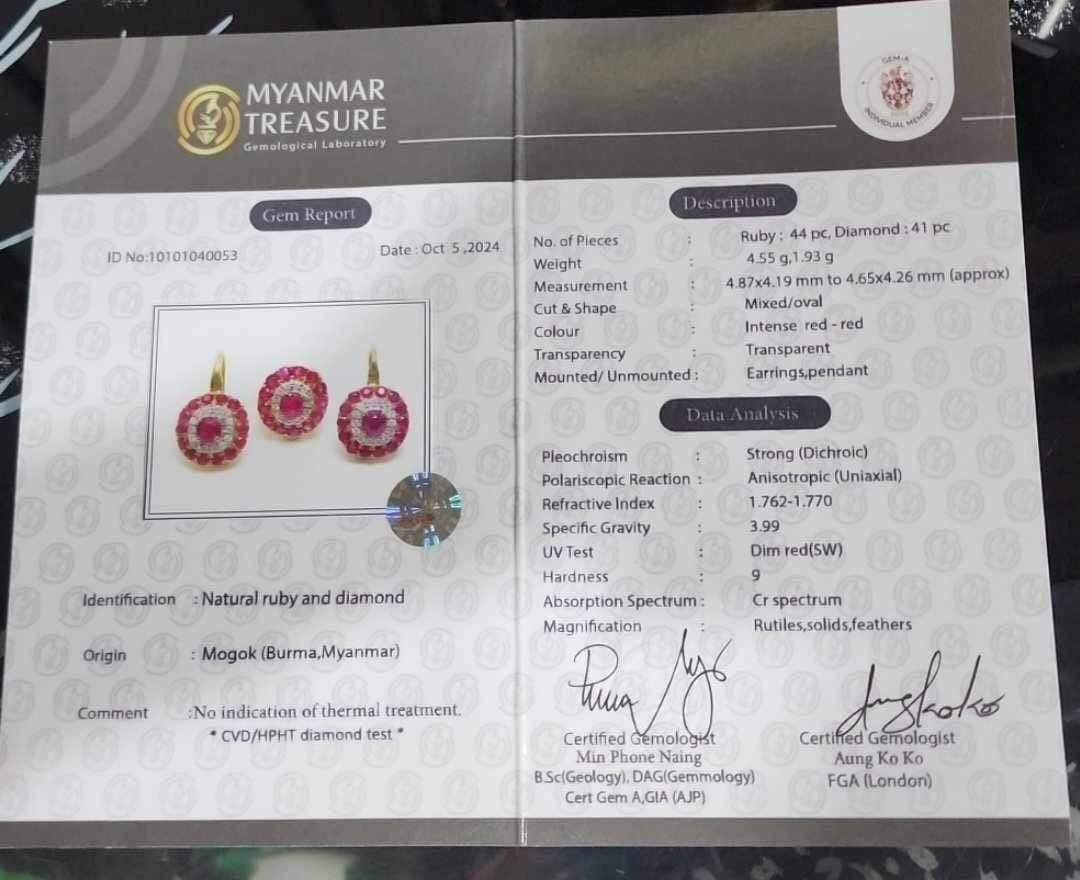 MYANMAR
TREASURE
Gemological Laboratory
Gem Report
ID No:10101040053
Date : Oct 5 ,2024
Identification : Natural ruby and diamond
Origin : Mogok (Burma,Myanmar)
Comment :No indication of thermal treatment.
* CVD/HPHT diamond test *
GEM-A
INDIVIDUAL MEMBER
Description
No. of Pieces : Ruby : 44 pc, Diamond : 41 pc
Weight : 4.55 g,1.93 g
Measurement : 4.87x4.19 mm to 4.65x4.26 mm (approx)
Cut & Shape : Mixed/oval
Colour : Intense red - red
Transparency : Transparent
Mounted/ Unmounted : Earrings,pendant
Data Analysis
Pleochroism : Strong (Dichroic)
Polariscopic Reaction : Anisotropic (Uniaxial)
Refractive Index : 1.762-1.770
Specific Gravity : 3.99
UV Test : Dim red(SW)
Hardness : 9
Absorption Spectrum : Cr spectrum
Magnification : Rutiles,solids,feathers
Certified Gemologist
Min Phone Naing
B.Sc(Geology), DAG(Gemmology)
Cert Gem A,GIA (AJP)
Certified Gemologist
Aung Ko Ko
FGA (London)